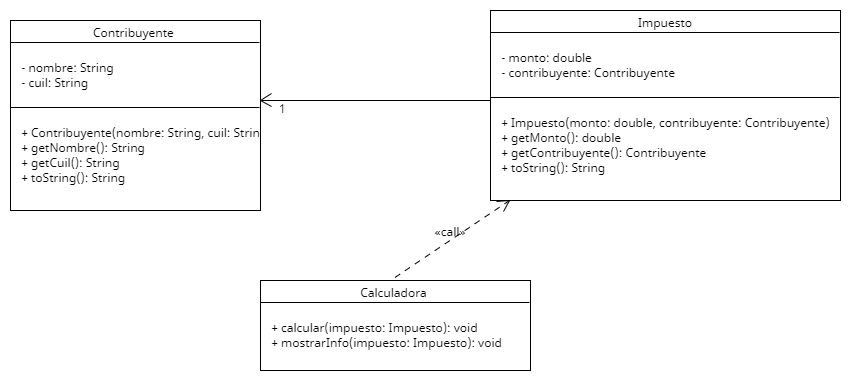 Contribuyente
- nombre: String
- cuil: String
+ Contribuyente(nombre: String, cuil: Strin
+ getNombre(): String
+ getCuil(): String
+ toString(): String
1
Impuesto
- monto: double
- contribuyente: Contribuyente
+ Impuesto(monto: double, contribuyente: Contribuyente)
+ getMonto(): double
+ getContribuyente(): Contribuyente
+ toString(): String
«call»
Calculadora
+ calcular(impuesto: Impuesto): void
+ mostrarInfo(impuesto: Impuesto): void